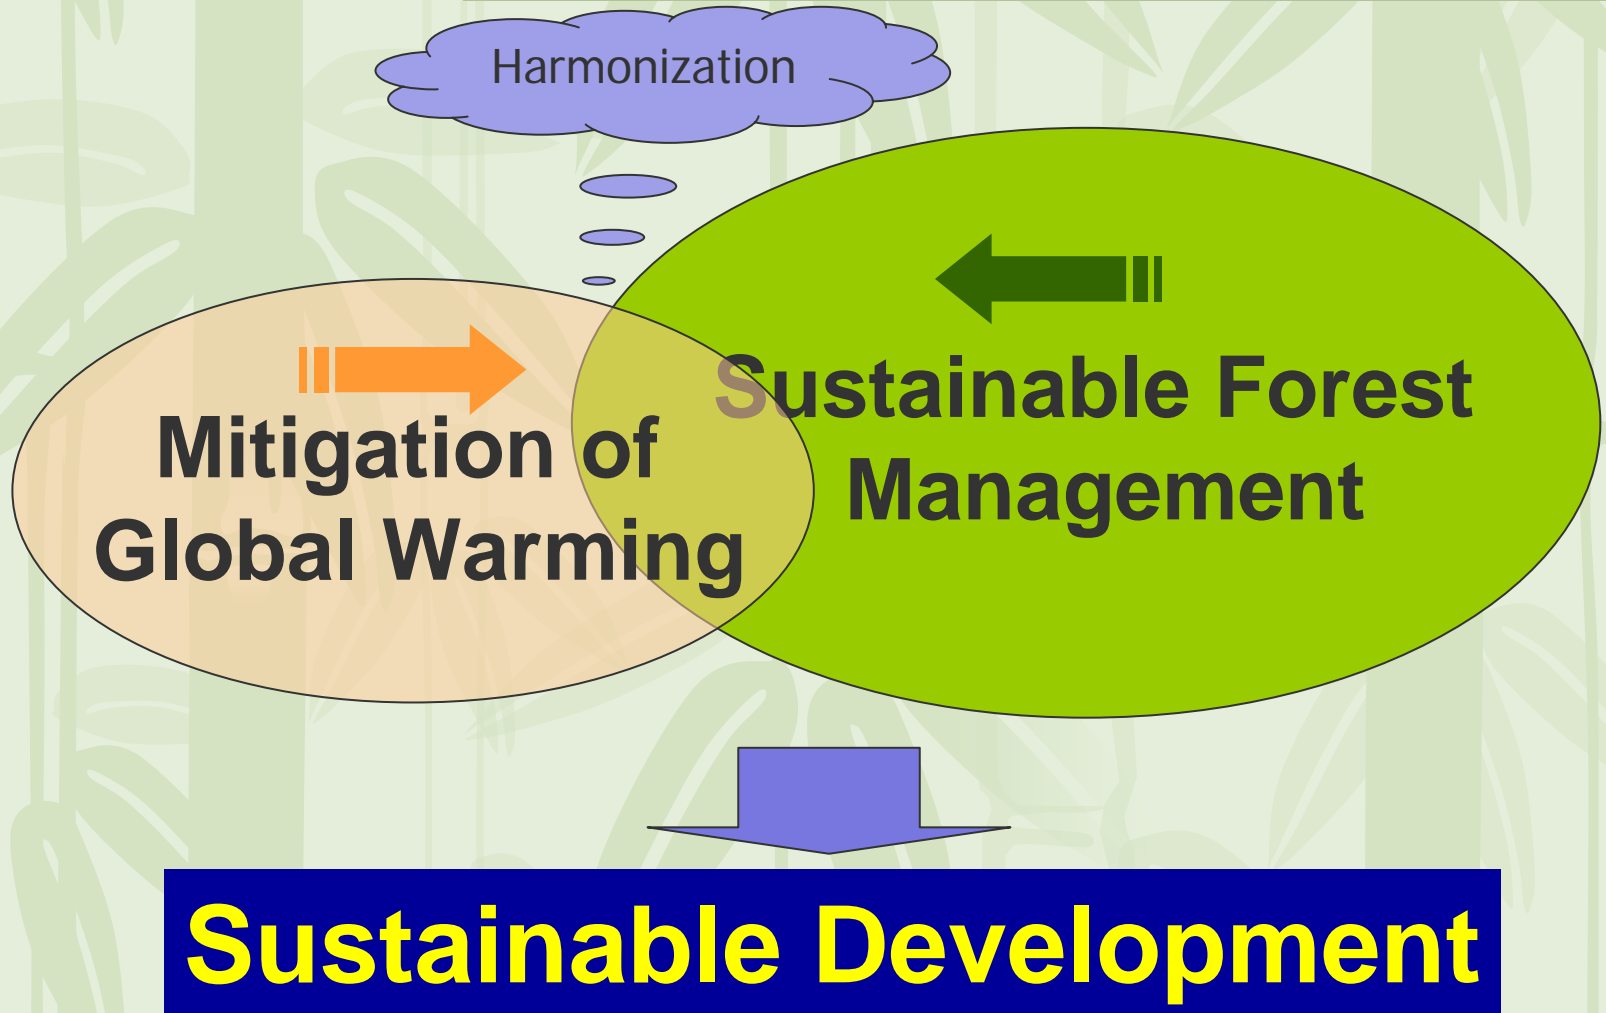 Harmonization
Sustainable Forest
Management
Mitigation of
Global Warming
Sustainable Development